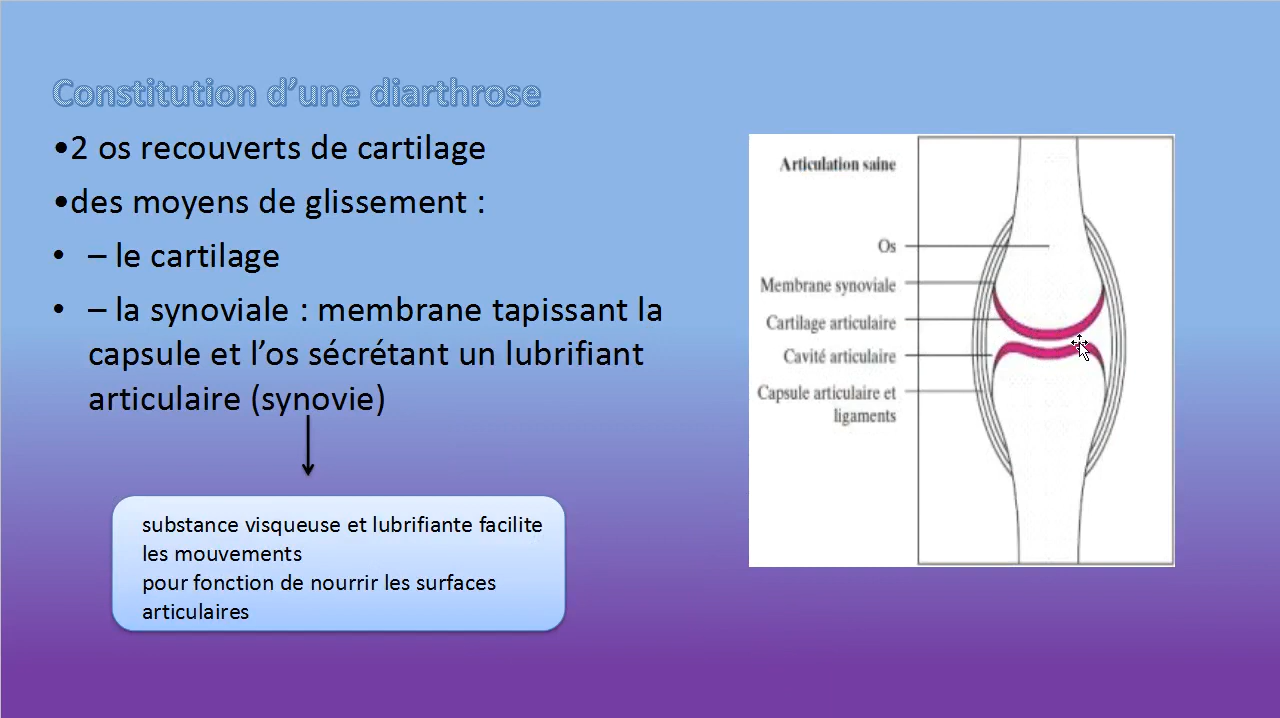 Constitution d’une diarthrose
•2 os recouverts de cartilage
•des moyens de glissement :
• – le cartilage
• – la synoviale : membrane tapissant la
capsule et l’os sécrétant un lubrifiant
articulaire (synovie)
substance visqueuse et lubrifiante facilite
les mouvements
pour fonction de nourrir les surfaces
articulaires
Articulation saine
Os
Membrane synoviale
Cartilage articulaire
Cavité articulaire
Capsule articulaire et
ligaments